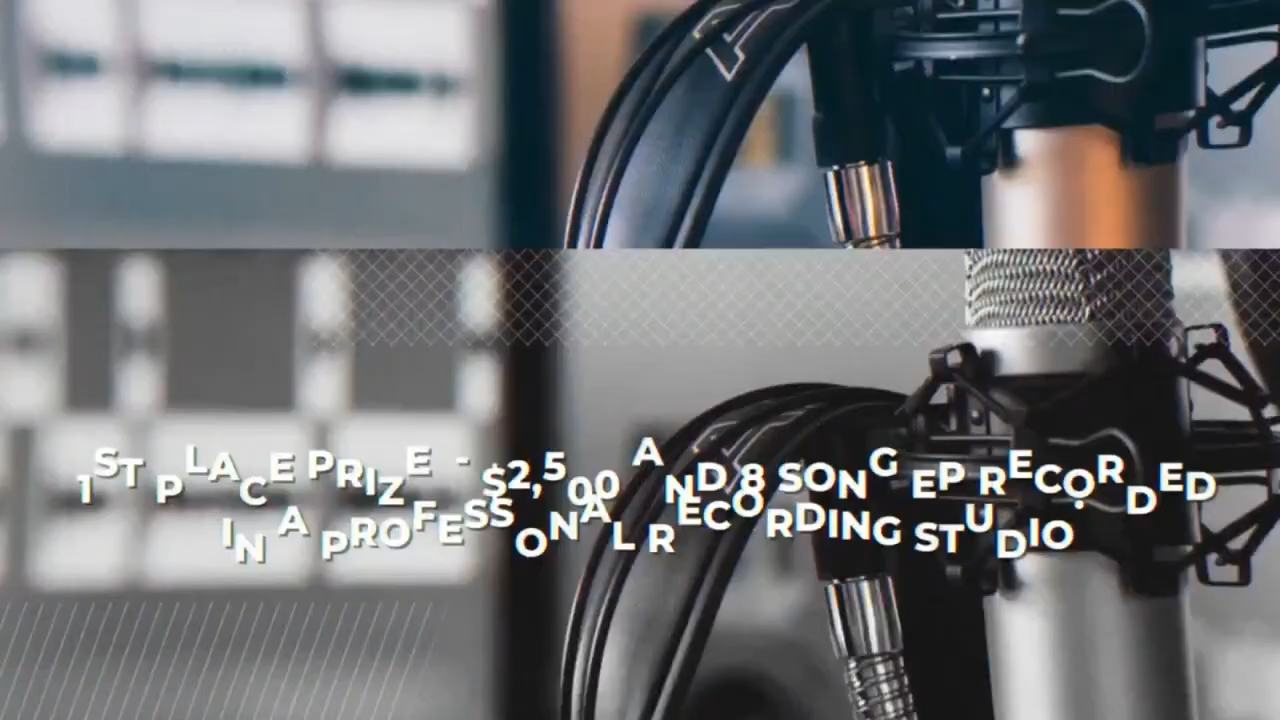 1ST PLACE PRIZE - $2,500 AND 8 SONG EP RECORDED
IN A PROFESSIONAL RECORDING STUDIO